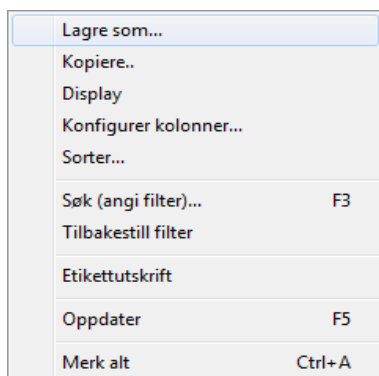 Lagre som...
Kopiere..
Display
Konfigurer kolonner...
Sorter...
Søk (angi filter)... F3
Tilbakestill filter
Etikettutskrift
Oppdater F5
Merk alt Ctrl+A